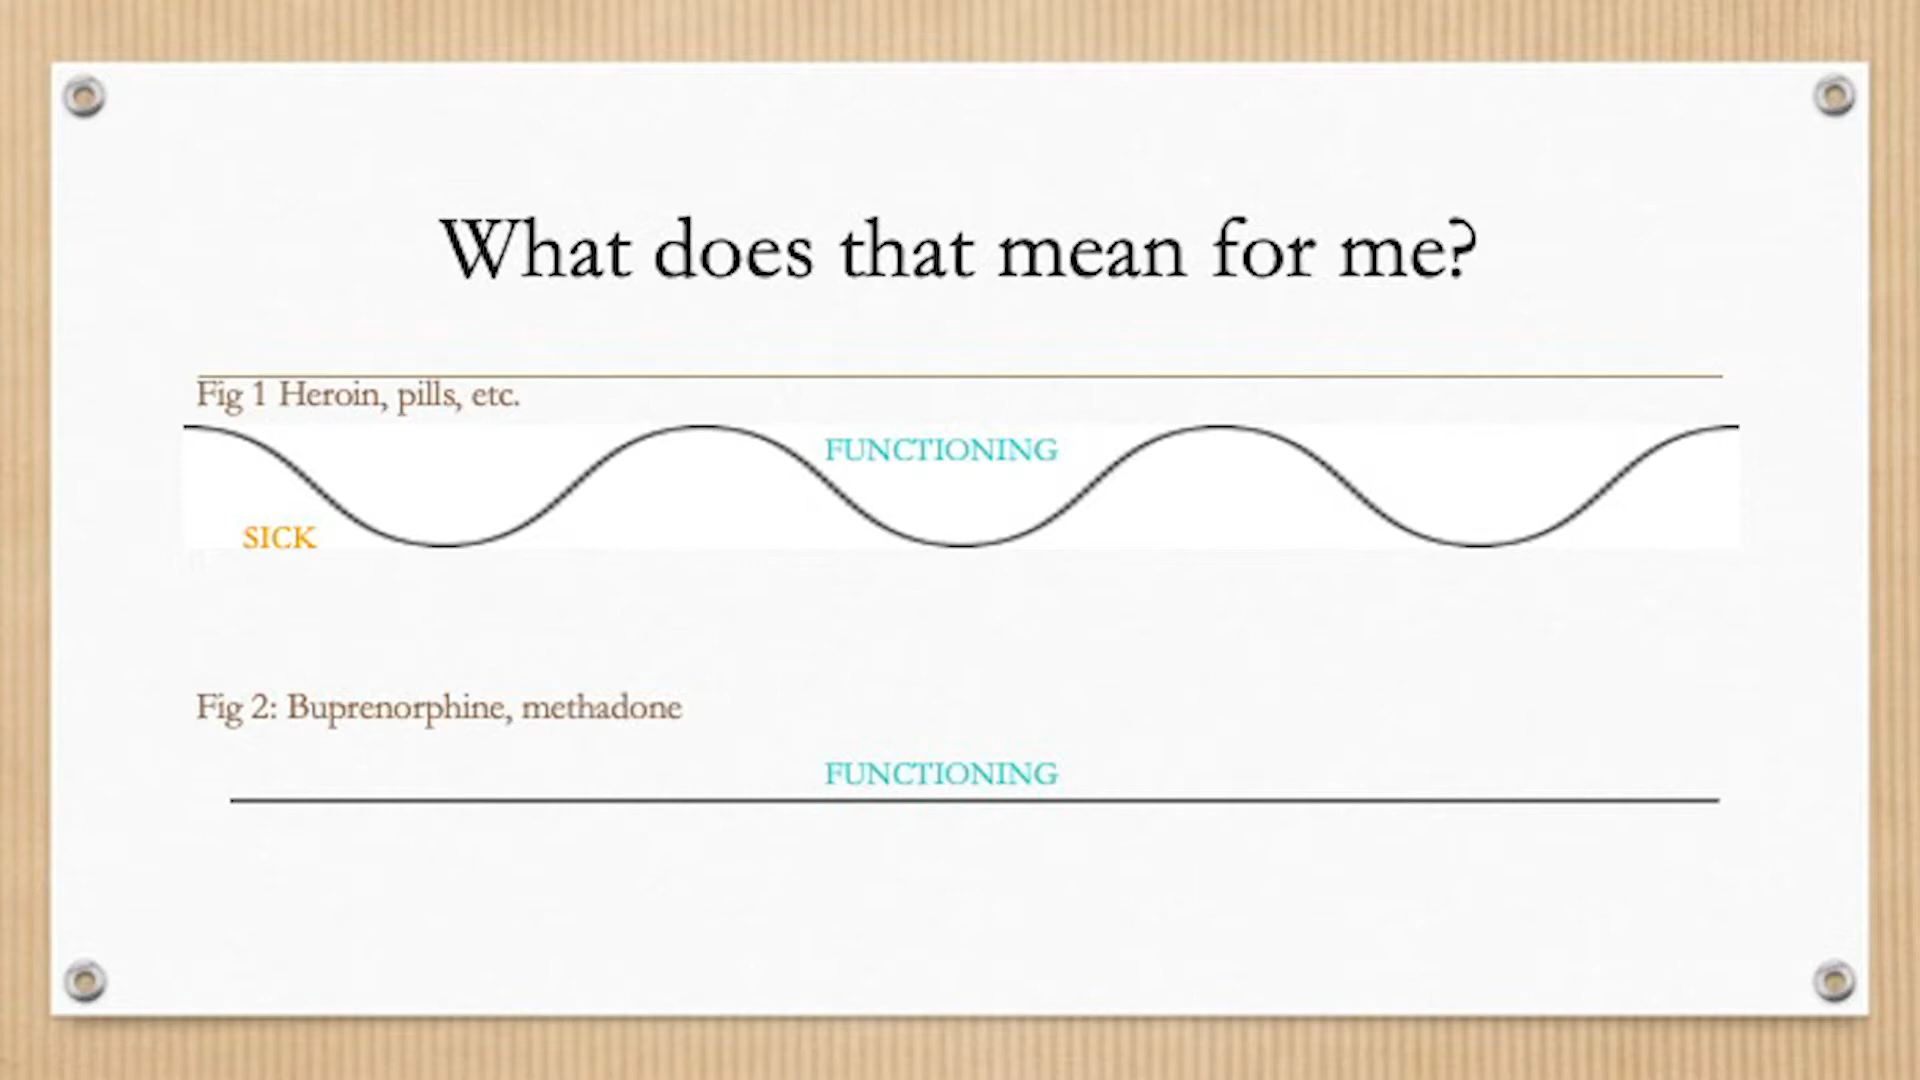 What does that mean for me?
Fig 1 Heroin, pills, etc.
FUNCTIONING
SICK
Fig 2: Buprenorphine, methadone
FUNCTIONING